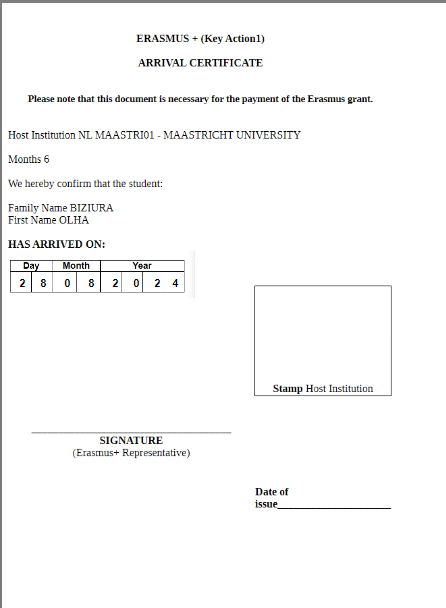 ERASMUS + (Key Action1)
ARRIVAL CERTIFICATE
Please note that this document is necessary for the payment of the Erasmus grant.
Host Institution NL MAASTRI01 - MAASTRICHT UNIVERSITY
Months 6
We hereby confirm that the student:
Family Name BIZIURA
First Name OLHA
HAS ARRIVED ON:
Day Month Year
2 8 0 8 2 0 2 4
Stamp Host Institution
SIGNATURE
(Erasmus+ Representative)
Date of
issue